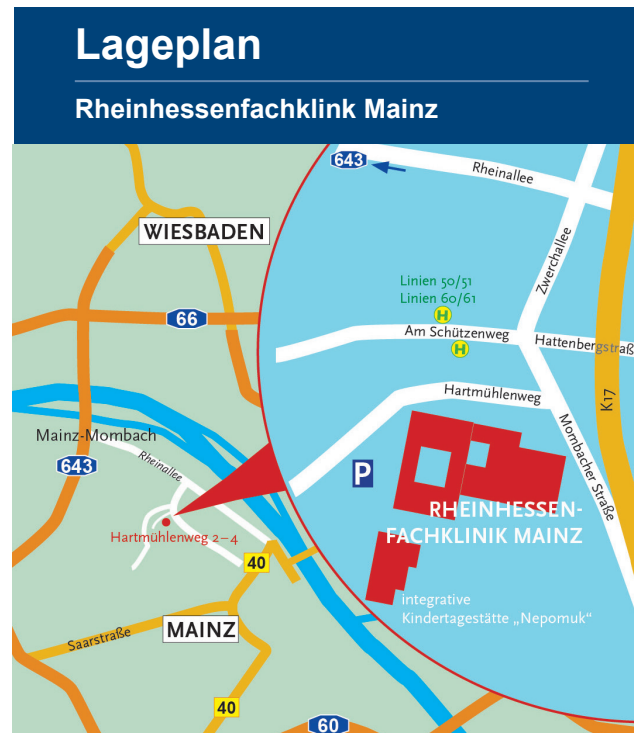 Lageplan
Rheinhessenfachklink Mainz
643
Rheinallee
Zwerchallee
WIESBADEN
Linien 50/51
Linien 60/61
H
66
Am Schützenweg
Hattenbergstraß
H
K17
Hartmühlenweg
Mombacher Straße
Mainz-Mombach
643
Rheinallee
P
RHEINHESSEN-
FACHKLINIK MAINZ
Hartmühlenweg 2–4
40
integrative
Kindertagestätte „Nepomuk“
MAINZ
Saarstraße
40
60